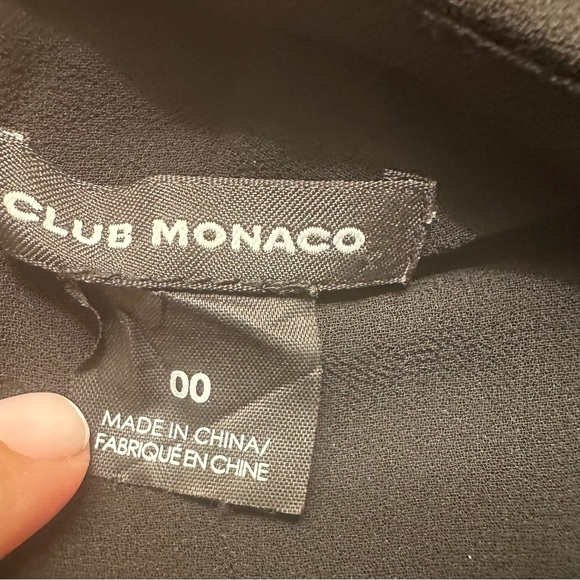 CLUB MONACO
00
MADE IN CHINA/
FABRIQUÉ EN CHINE